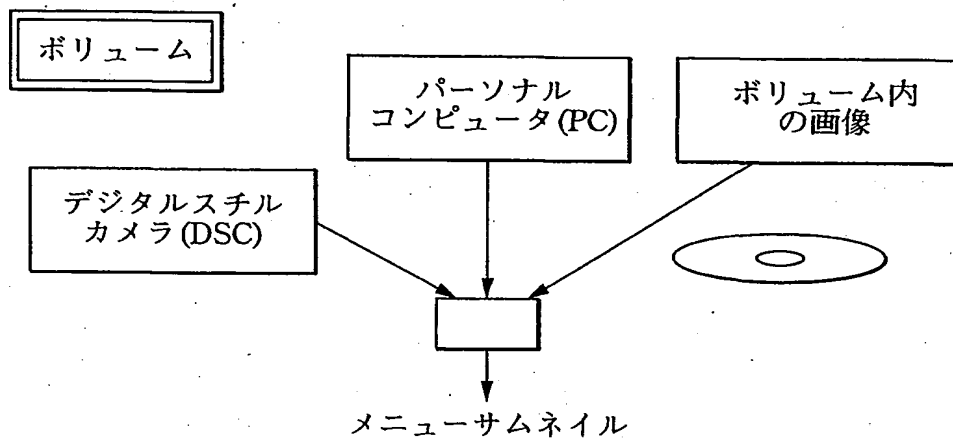 ボリューム
パーソナル
コンピュータ(PC)
ボリューム内
の画像
デジタルスチル
カメラ(DSC)
メニューサムネイル